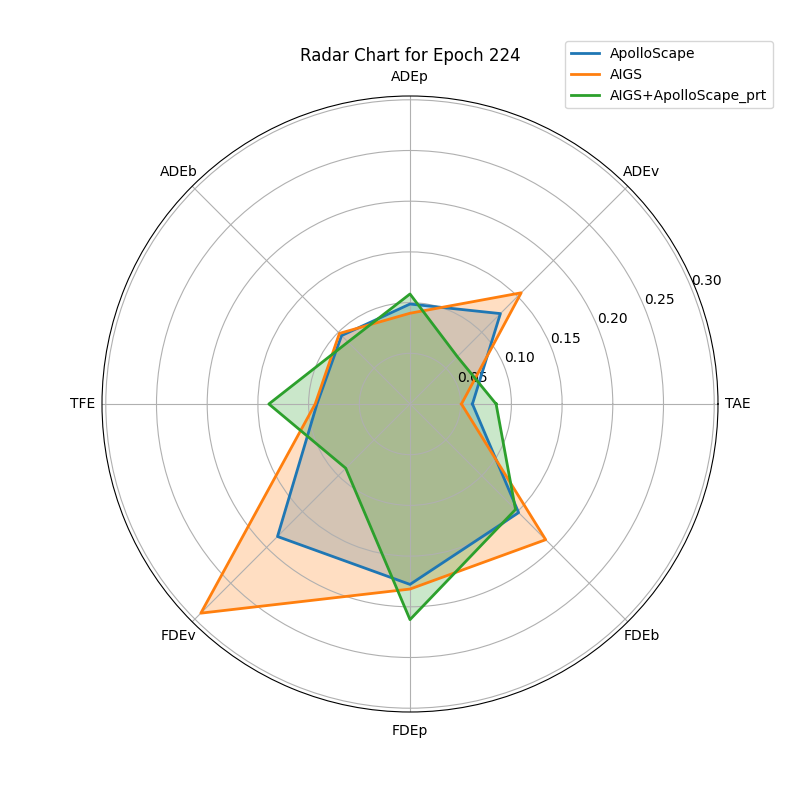 Radar Chart for Epoch 224
ApolloScape
AIGS
AIGS+ApolloScape_prt
ADEp
ADEb
ADEv
0.30
0.25
0.20
0.15
0.10
0.05
TFE
TAE
FDEv
FDEb
FDEp